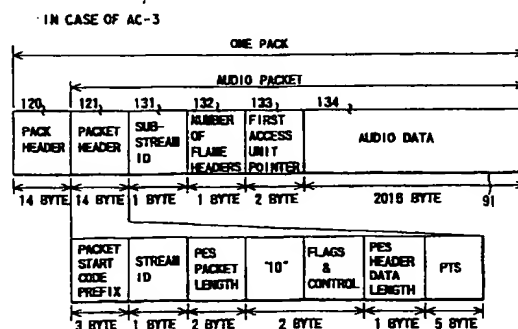 IN CASE OF AC-3
ONE PACK
AUDIO PACKET
120 121 131 132 133 134
PACK HEADER
PACKET HEADER
SUB-STREAM ID
NUMBER OF FLAME HEADERS
FIRST ACCESS UNIT POINTER
AUDIO DATA
14 BYTE 14 BYTE 1 BYTE 1 BYTE 2 BYTE 2016 BYTE 91
PACKET START CODE PREFIX
STREAM ID
PES PACKET LENGTH
"10"
FLAGS & CONTROL
PES HEADER DATA LENGTH
PTS
3 BYTE 1 BYTE 2 BYTE 2 BYTE 1 BYTE 5 BYTE